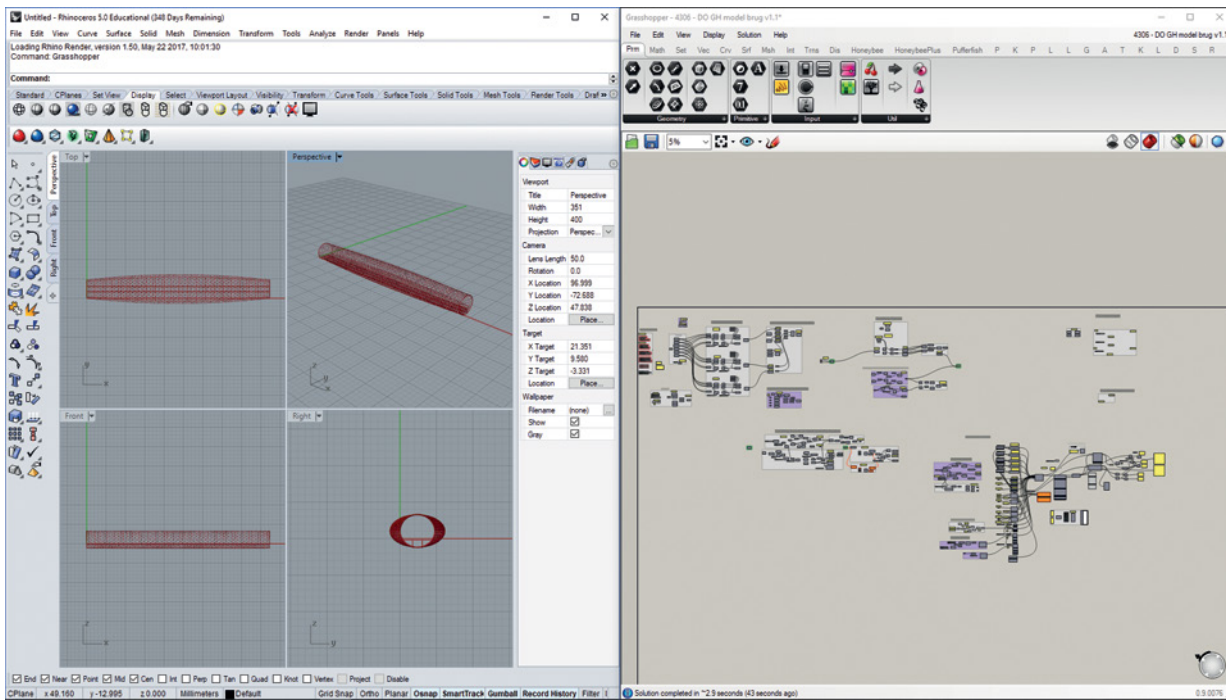 Untitled - Rhinoceros 5.0 Educational (348 Days Remaining)
File Edit View Curve Surface Solid Mesh Dimension Transform Tools Analyze Render Panels Help
Loading Rhino Render, version 1.50, May 22 2017, 10:01:30
Command: Grasshopper
Command:
Standard CPlanes Set View Display Select Viewport Layout Visibility Transform Curve Tools Surface Tools Solid Tools Mesh Tools Render Tools Draf
Top
Perspective
Perspective
Top
Front
Right
y
x
z
y
x
Front
Right
z
x
z
y
Viewport
Title Perspective
Width 351
Height 400
Projection Perspec...
Camera
Lens Length 50.0
Rotation 0.0
X Location 96.999
Y Location -72.688
Z Location 47.838
Location Place...
Target
X Target 21.351
Y Target 9.580
Z Target -3.331
Location Place...
Wallpaper
Filename (none) ...
Show
Gray
End Near Point Mid Cen Int Perp Tan Quad Knot Vertex Project Disable
CPlane x 49.160 y -12.995 z 0.000 Millimeters Default Grid Snap Ortho Planar Osnap SmartTrack Gumball Record History Filter
Grasshopper - 4306 - DO GH model brug v1.1*
File Edit View Display Solution Help 4306 - DO GH model brug v1.1
Prm Math Set Vec Crv Srf Msh Int Trns Dis Honeybee HoneybeePlus Pufferfish P K P L L G A T K L D S R
Geometry Primitive Input Util
5%
Solution completed in ~2.9 seconds (43 seconds ago) 0.9.0076